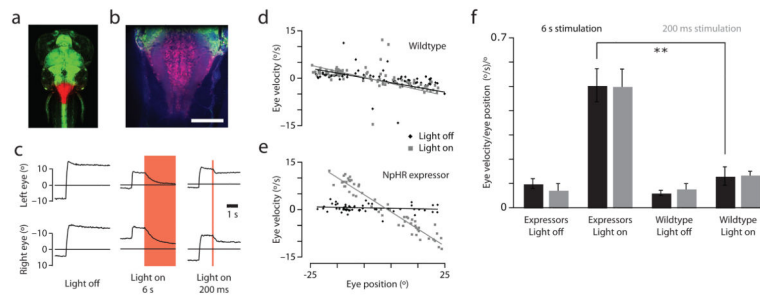 a
b
c
Left eye (°)
10
0
-10
Right eye (°)
10
0
10
1 s
Light off
Light on
6 s
Light on
200 ms
d
Wildtype
Eye velocity (°/s)
15
0
−15
Light off
Light on
e
NpHR expressor
Eye velocity (°/s)
15
0
−15
-25
0
25
Eye position (°)
f
6 s stimulation
200 ms stimulation
**
Eye velocity/eye position (°/s)/°
0.7
0
Expressors
Light off
Expressors
Light on
Wildtype
Light off
Wildtype
Light on